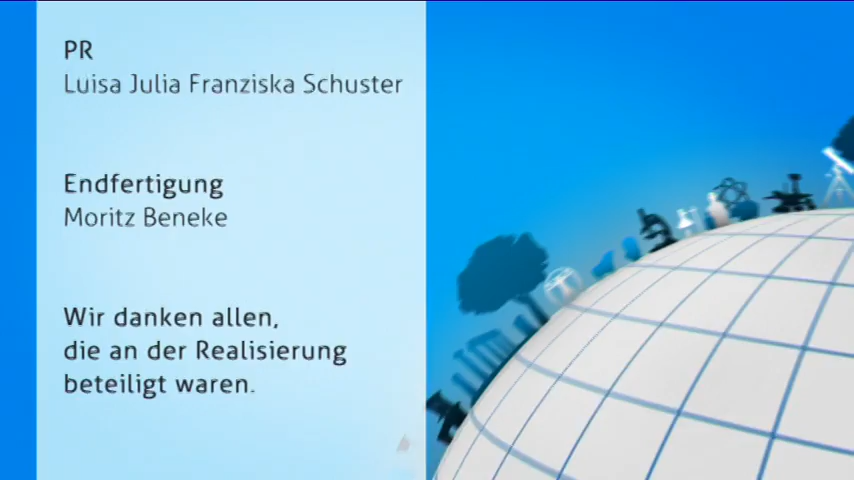 PR
Luisa Julia Franziska Schuster
Endfertigung
Moritz Beneke
Wir danken allen,
die an der Realisierung
beteiligt waren.